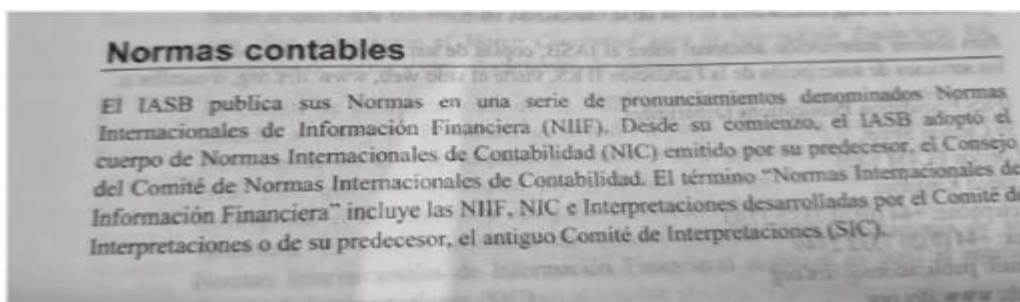 Normas contables
El IASB publica sus Normas en una serie de pronunciamientos denominados Normas
Internacionales de Información Financiera (NIIF). Desde su comienzo, el IASB adoptó el
cuerpo de Normas Internacionales de Contabilidad (NIC) emitido por su predecesor, el Consejo
del Comité de Normas Internacionales de Contabilidad. El término “Normas Internacionales de
Información Financiera” incluye las NIIF, NIC e Interpretaciones desarrolladas por el Comité de
Interpretaciones o de su predecesor, el antiguo Comité de Interpretaciones (SIC).